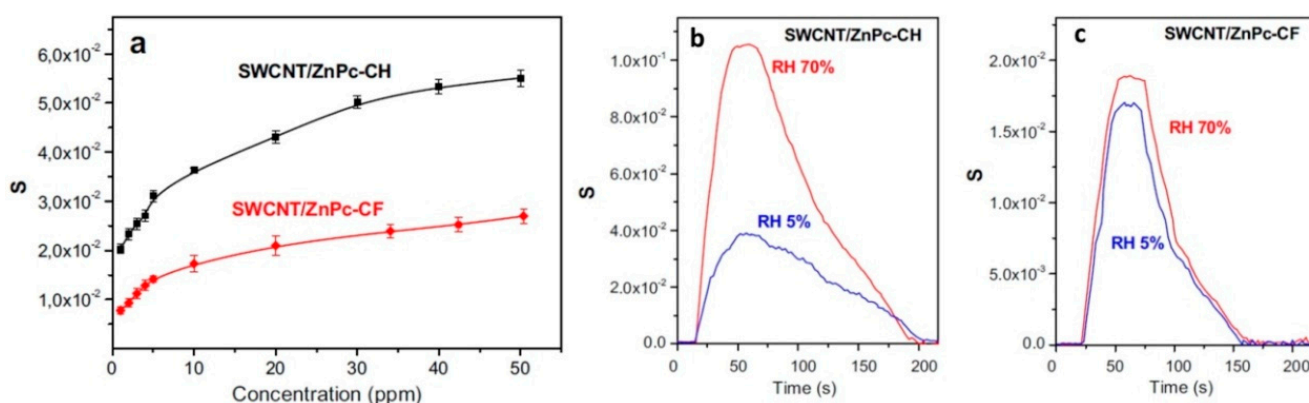 a
SWCNT/ZnPc-CH
SWCNT/ZnPc-CF
6,0x10⁻²
5,0x10⁻²
4,0x10⁻²
3,0x10⁻²
2,0x10⁻²
1,0x10⁻²
S
0 10 20 30 40 50
Concentration (ppm)
b
SWCNT/ZnPc-CH
RH 70%
RH 5%
1.0x10⁻¹
8.0x10⁻²
6.0x10⁻²
4.0x10⁻²
2.0x10⁻²
0.0
S
0 50 100 150 200
Time (s)
c
SWCNT/ZnPc-CF
RH 70%
RH 5%
2.0x10⁻²
1.5x10⁻²
1.0x10⁻²
5.0x10⁻³
0.0
S
0 50 100 150 200
Time (s)